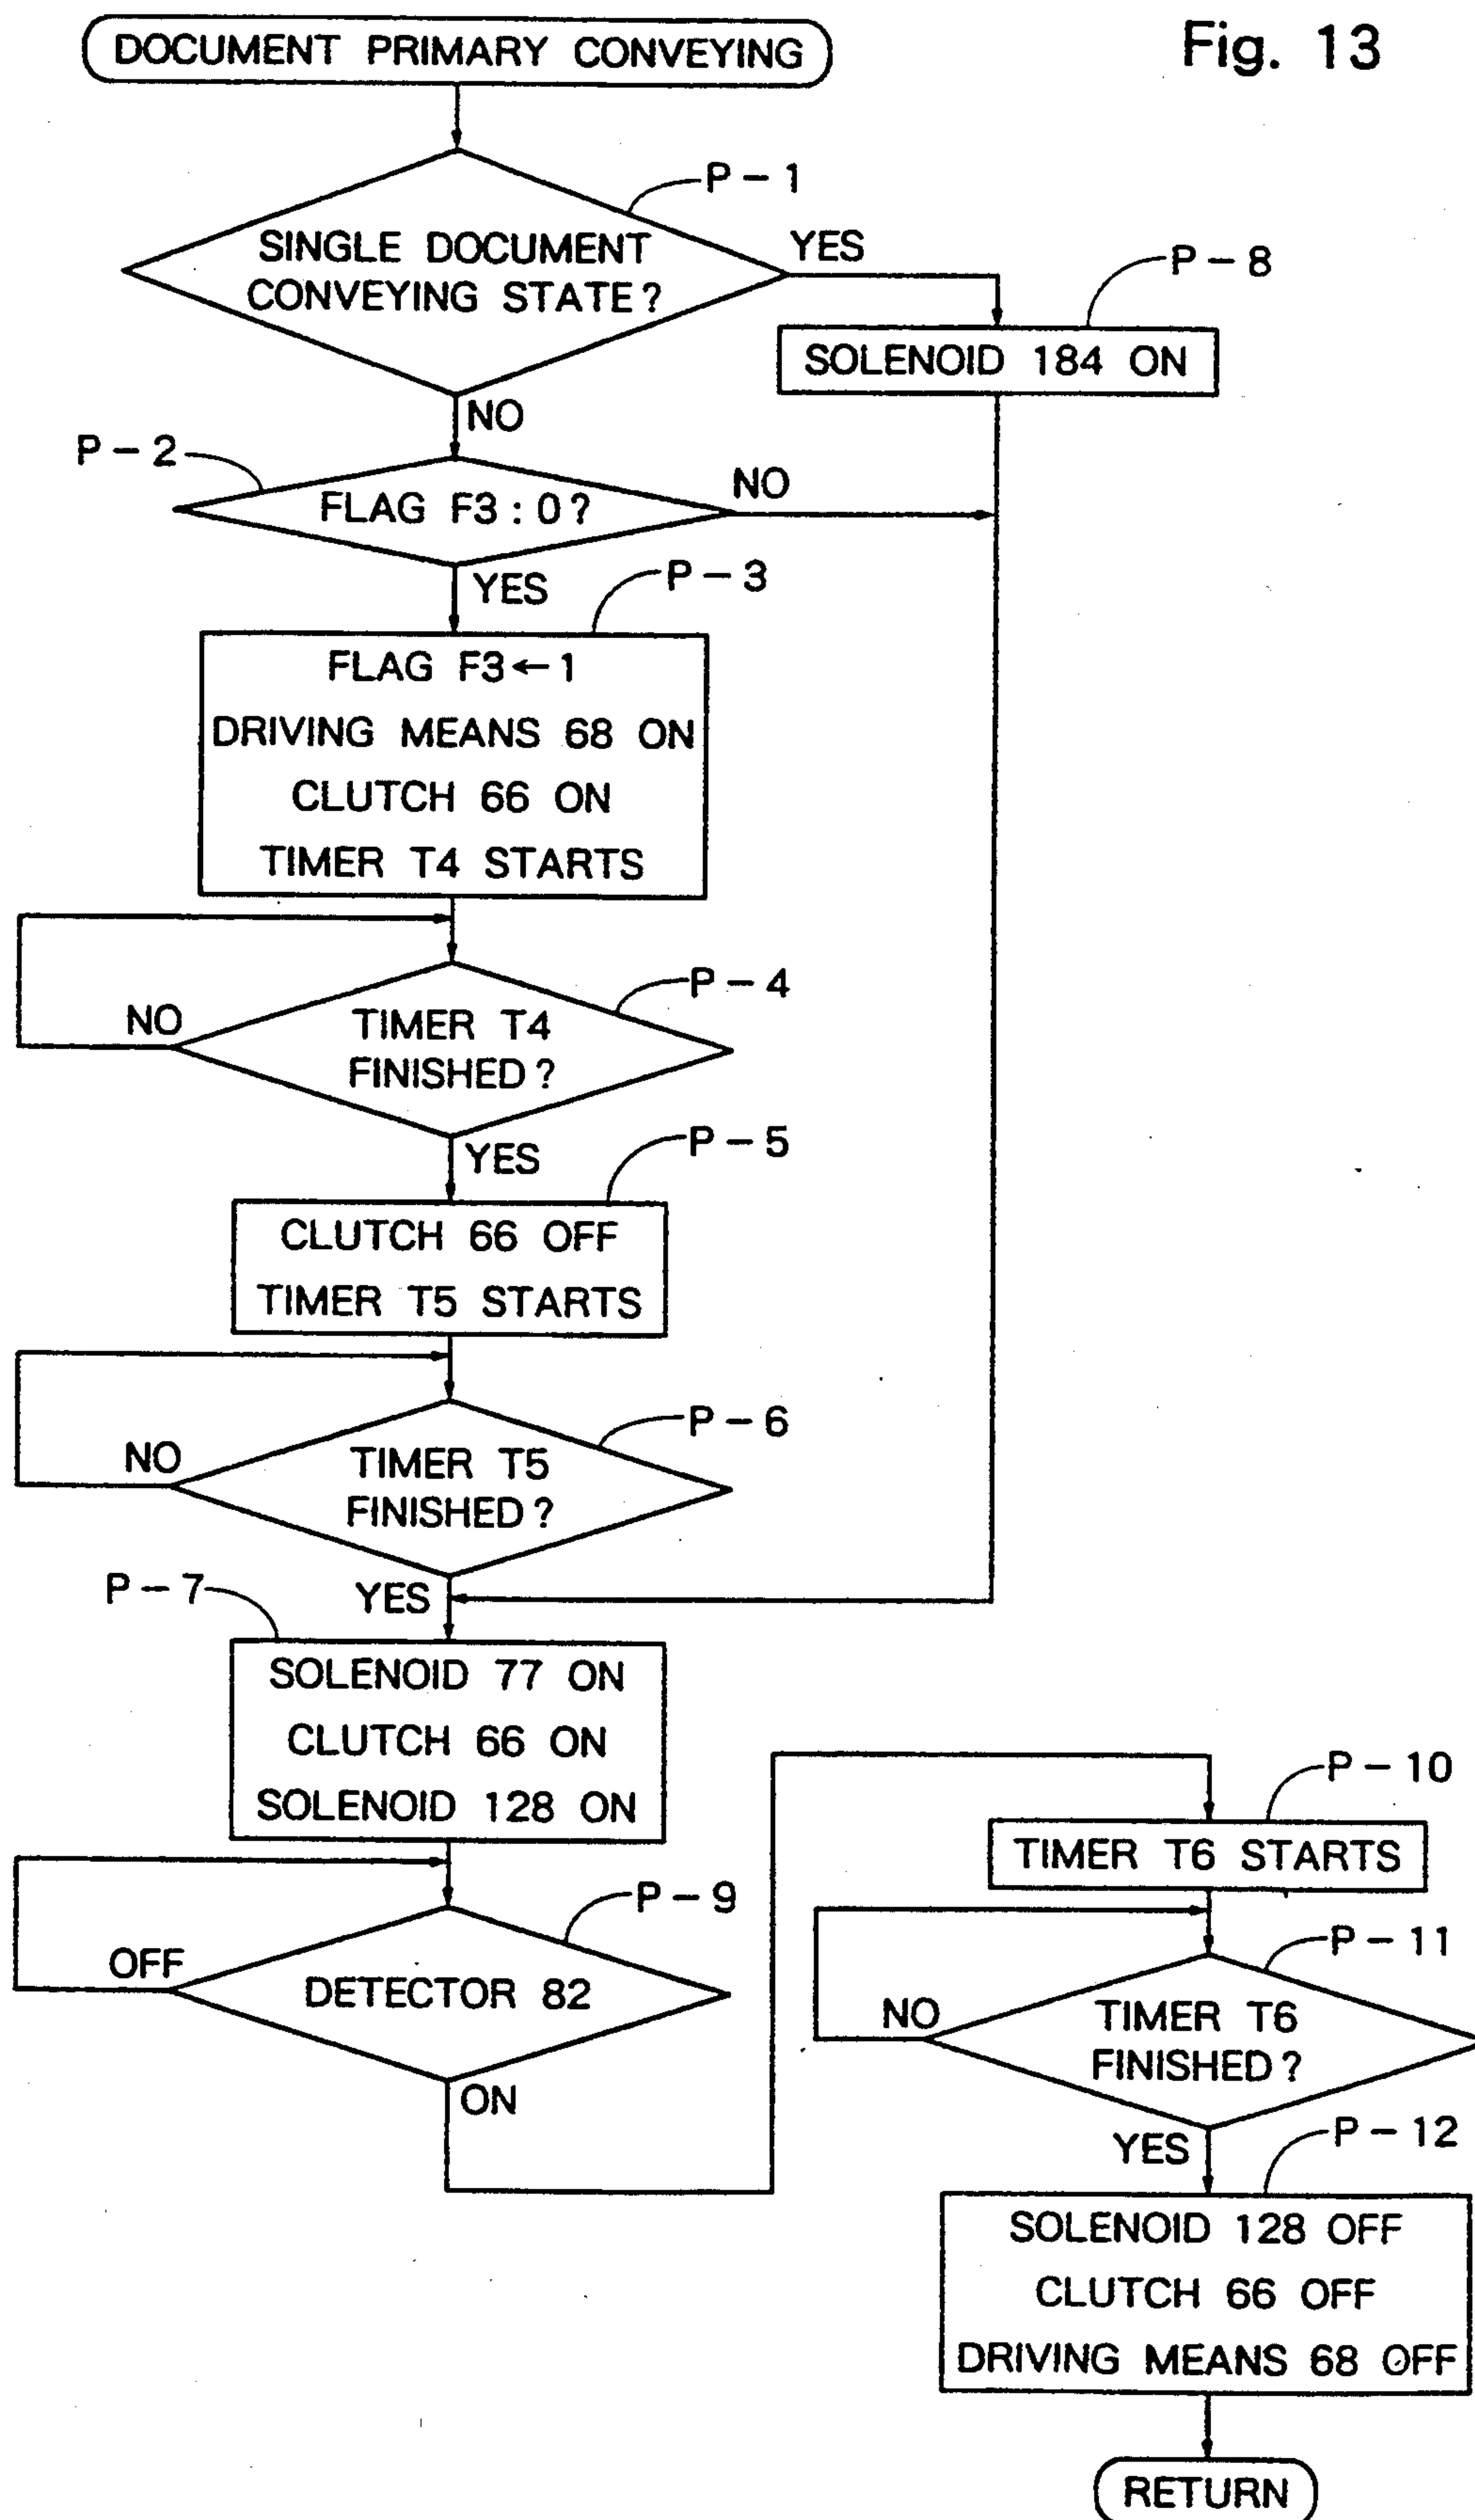 Fig. 13
DOCUMENT PRIMARY CONVEYING
P-1
SINGLE DOCUMENT
CONVEYING STATE?
YES
P-8
SOLENOID 184 ON
NO
P-2
FLAG F3:0?
NO
YES
P-3
FLAG F3←1
DRIVING MEANS 68 ON
CLUTCH 66 ON
TIMER T4 STARTS
P-4
NO
TIMER T4
FINISHED?
YES
P-5
CLUTCH 66 OFF
TIMER T5 STARTS
P-6
NO
TIMER T5
FINISHED?
YES
P-7
SOLENOID 77 ON
CLUTCH 66 ON
SOLENOID 128 ON
P-9
OFF
DETECTOR 82
ON
P-10
TIMER T6 STARTS
P-11
NO
TIMER T6
FINISHED?
YES
P-12
SOLENOID 128 OFF
CLUTCH 66 OFF
DRIVING MEANS 68 OFF
RETURN